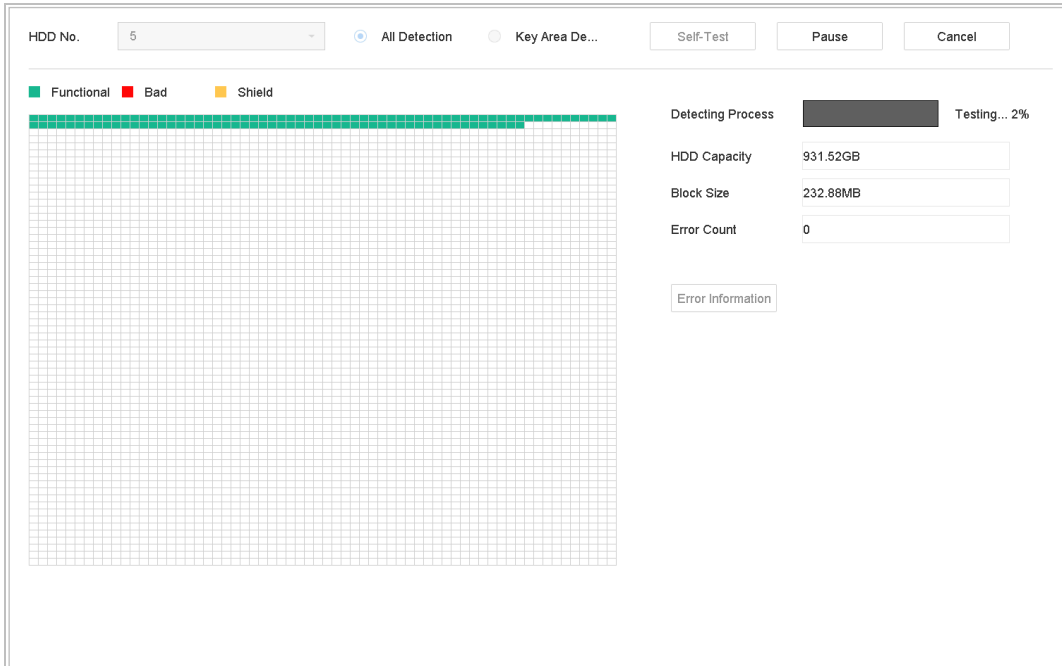 HDD No. 5 All Detection Key Area De... Self-Test Pause Cancel
Functional Bad Shield
Detecting Process Testing... 2%
HDD Capacity 931.52GB
Block Size 232.88MB
Error Count 0
Error Information